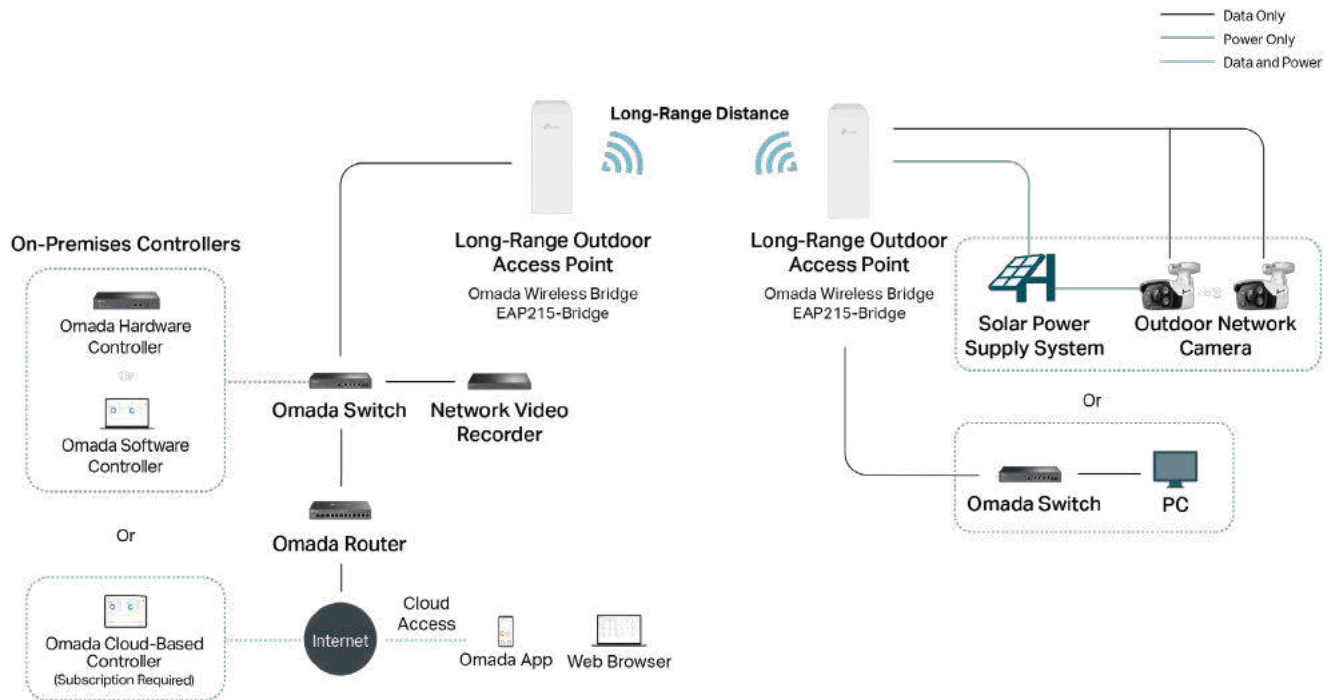 Data Only
Power Only
Data and Power
Long-Range Distance
Long-Range Outdoor
Access Point
Omada Wireless Bridge
EAP215-Bridge
Long-Range Outdoor
Access Point
Omada Wireless Bridge
EAP215-Bridge
On-Premises Controllers
Omada Hardware
Controller
Or
Omada Software
Controller
Or
Omada Cloud-Based
Controller
(Subscription Required)
Omada Switch
Network Video
Recorder
Omada Router
Internet
Cloud
Access
Omada App
Web Browser
Solar Power
Supply System
Outdoor Network
Camera
Or
Omada Switch
PC